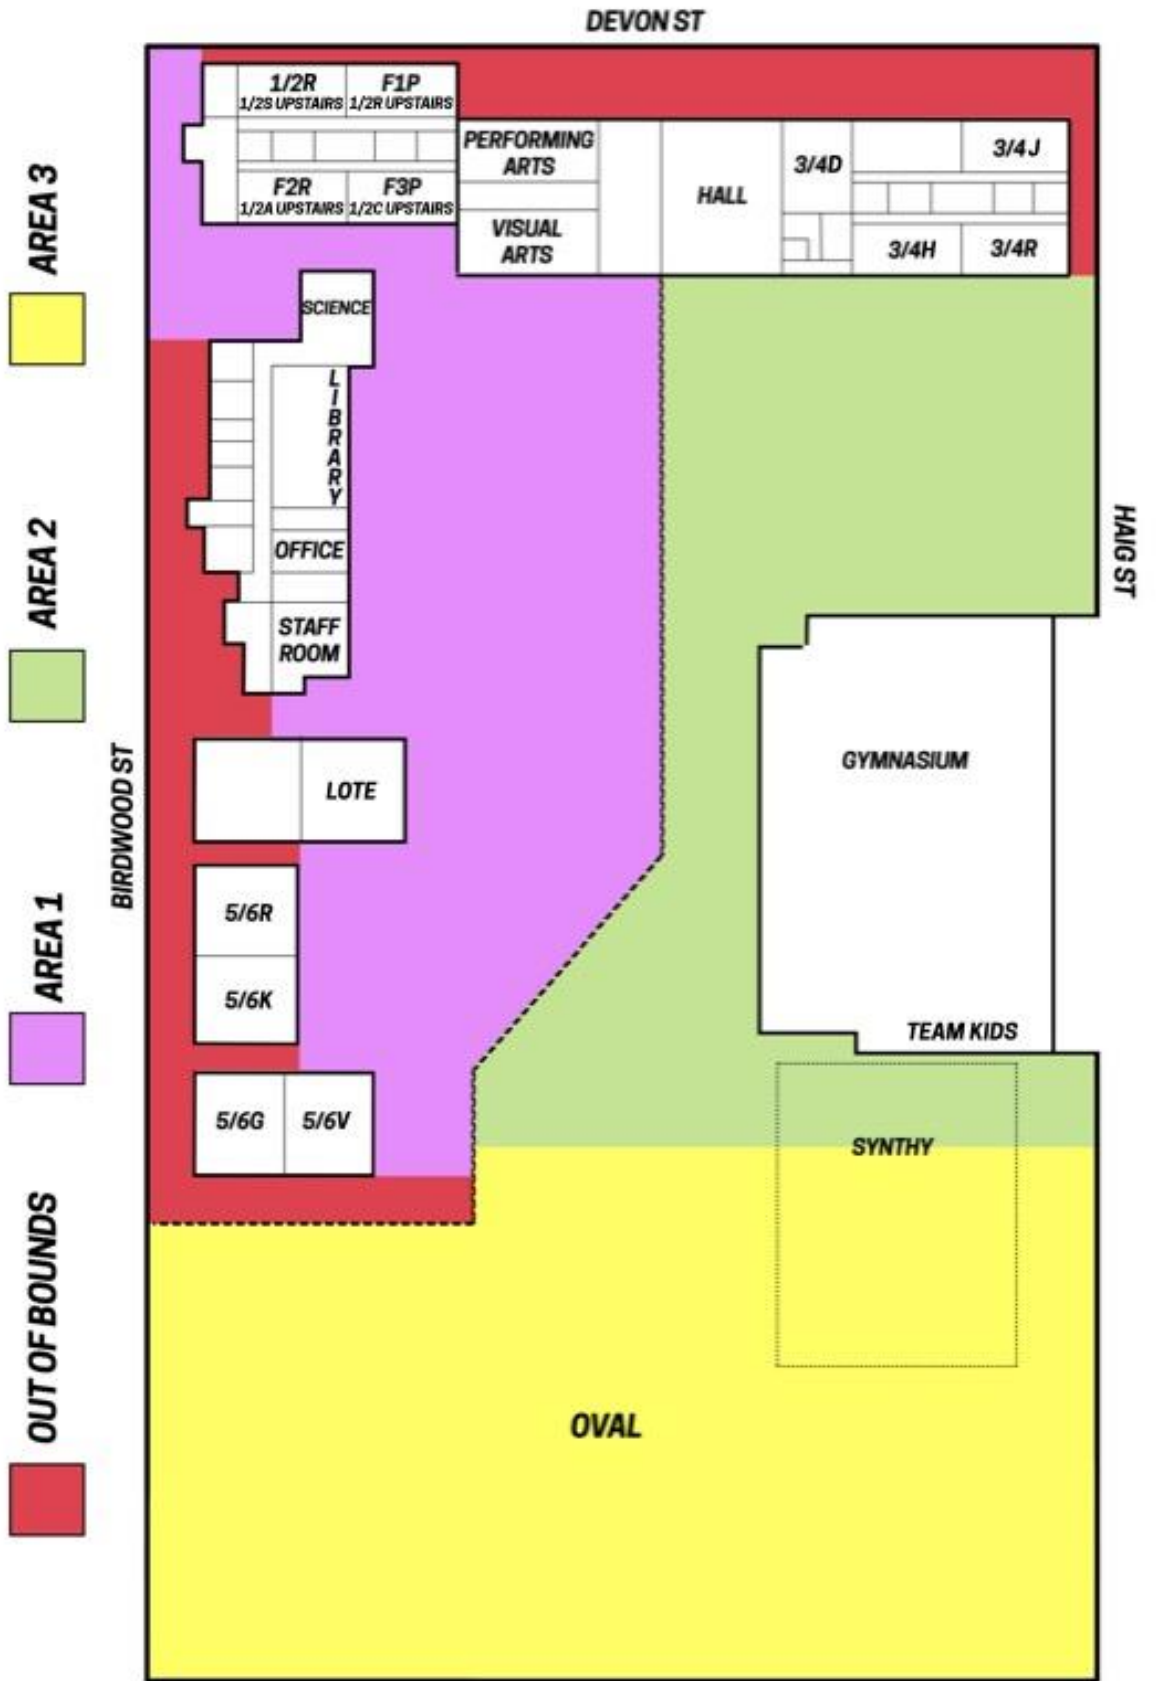 DEVON ST
1/2R
1/2S UPSTAIRS
F1P
1/2R UPSTAIRS
F2R
1/2A UPSTAIRS
F3P
1/2C UPSTAIRS
PERFORMING
ARTS
VISUAL
ARTS
HALL
3/4D
3/4J
3/4H
3/4R
SCIENCE
LIBRARY
OFFICE
STAFF
ROOM
LOTE
5/6R
5/6K
5/6G
5/6V
GYMNASIUM
TEAM KIDS
SYNTHY
OVAL
HAIG ST
BIRDWOOD ST
AREA 3
AREA 2
AREA 1
OUT OF BOUNDS